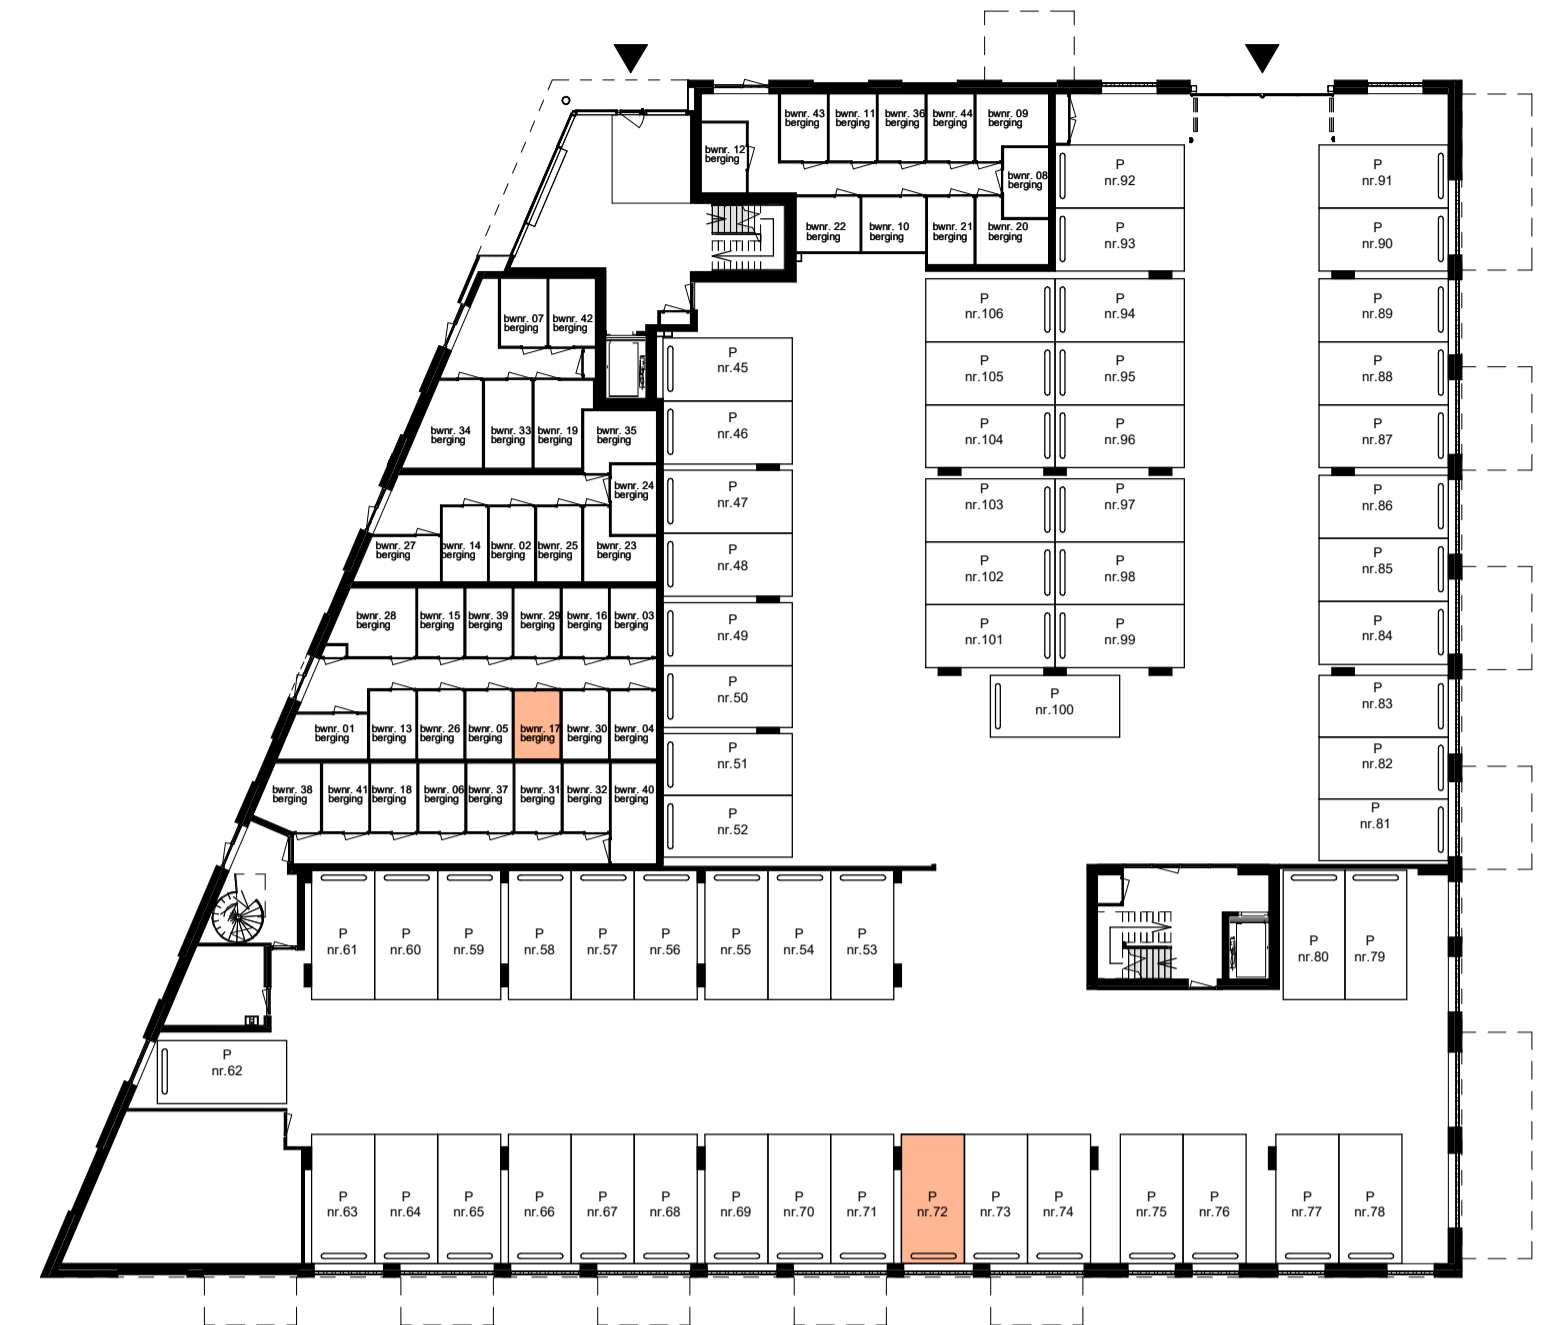 bwnr. 43
berging
bwnr. 11
berging
bwnr. 36
berging
bwnr. 44
berging
bwnr. 09
berging
bwnr. 12
berging
bwnr. 08
berging
bwnr. 22
berging
bwnr. 10
berging
bwnr. 21
berging
bwnr. 20
berging
P
nr.92
P
nr.91
P
nr.93
P
nr.90
bwnr. 07
berging
bwnr. 42
berging
P
nr.106
P
nr.94
P
nr.89
P
nr.45
P
nr.105
P
nr.95
P
nr.88
bwnr. 34
berging
bwnr. 33
berging
bwnr. 19
berging
bwnr. 35
berging
P
nr.46
P
nr.104
P
nr.96
P
nr.87
bwnr. 24
berging
P
nr.47
P
nr.103
P
nr.97
P
nr.86
bwnr. 27
berging
bwnr. 14
berging
bwnr. 02
berging
bwnr. 25
berging
bwnr. 23
berging
P
nr.48
P
nr.102
P
nr.98
P
nr.85
bwnr. 28
berging
bwnr. 15
berging
bwnr. 39
berging
bwnr. 29
berging
bwnr. 16
berging
bwnr. 03
berging
P
nr.49
P
nr.101
P
nr.99
P
nr.84
P
nr.50
P
nr.100
P
nr.83
bwnr. 01
berging
bwnr. 13
berging
bwnr. 26
berging
bwnr. 05
berging
bwnr. 17
berging
bwnr. 30
berging
bwnr. 04
berging
P
nr.51
P
nr.82
bwnr. 38
berging
bwnr. 41
berging
bwnr. 18
berging
bwnr. 06
berging
bwnr. 37
berging
bwnr. 31
berging
bwnr. 32
berging
bwnr. 40
berging
P
nr.52
P
nr.81
P
nr.61
P
nr.60
P
nr.59
P
nr.58
P
nr.57
P
nr.56
P
nr.55
P
nr.54
P
nr.53
P
nr.80
P
nr.79
P
nr.62
P
nr.63
P
nr.64
P
nr.65
P
nr.66
P
nr.67
P
nr.68
P
nr.69
P
nr.70
P
nr.71
P
nr.72
P
nr.73
P
nr.74
P
nr.75
P
nr.76
P
nr.77
P
nr.78